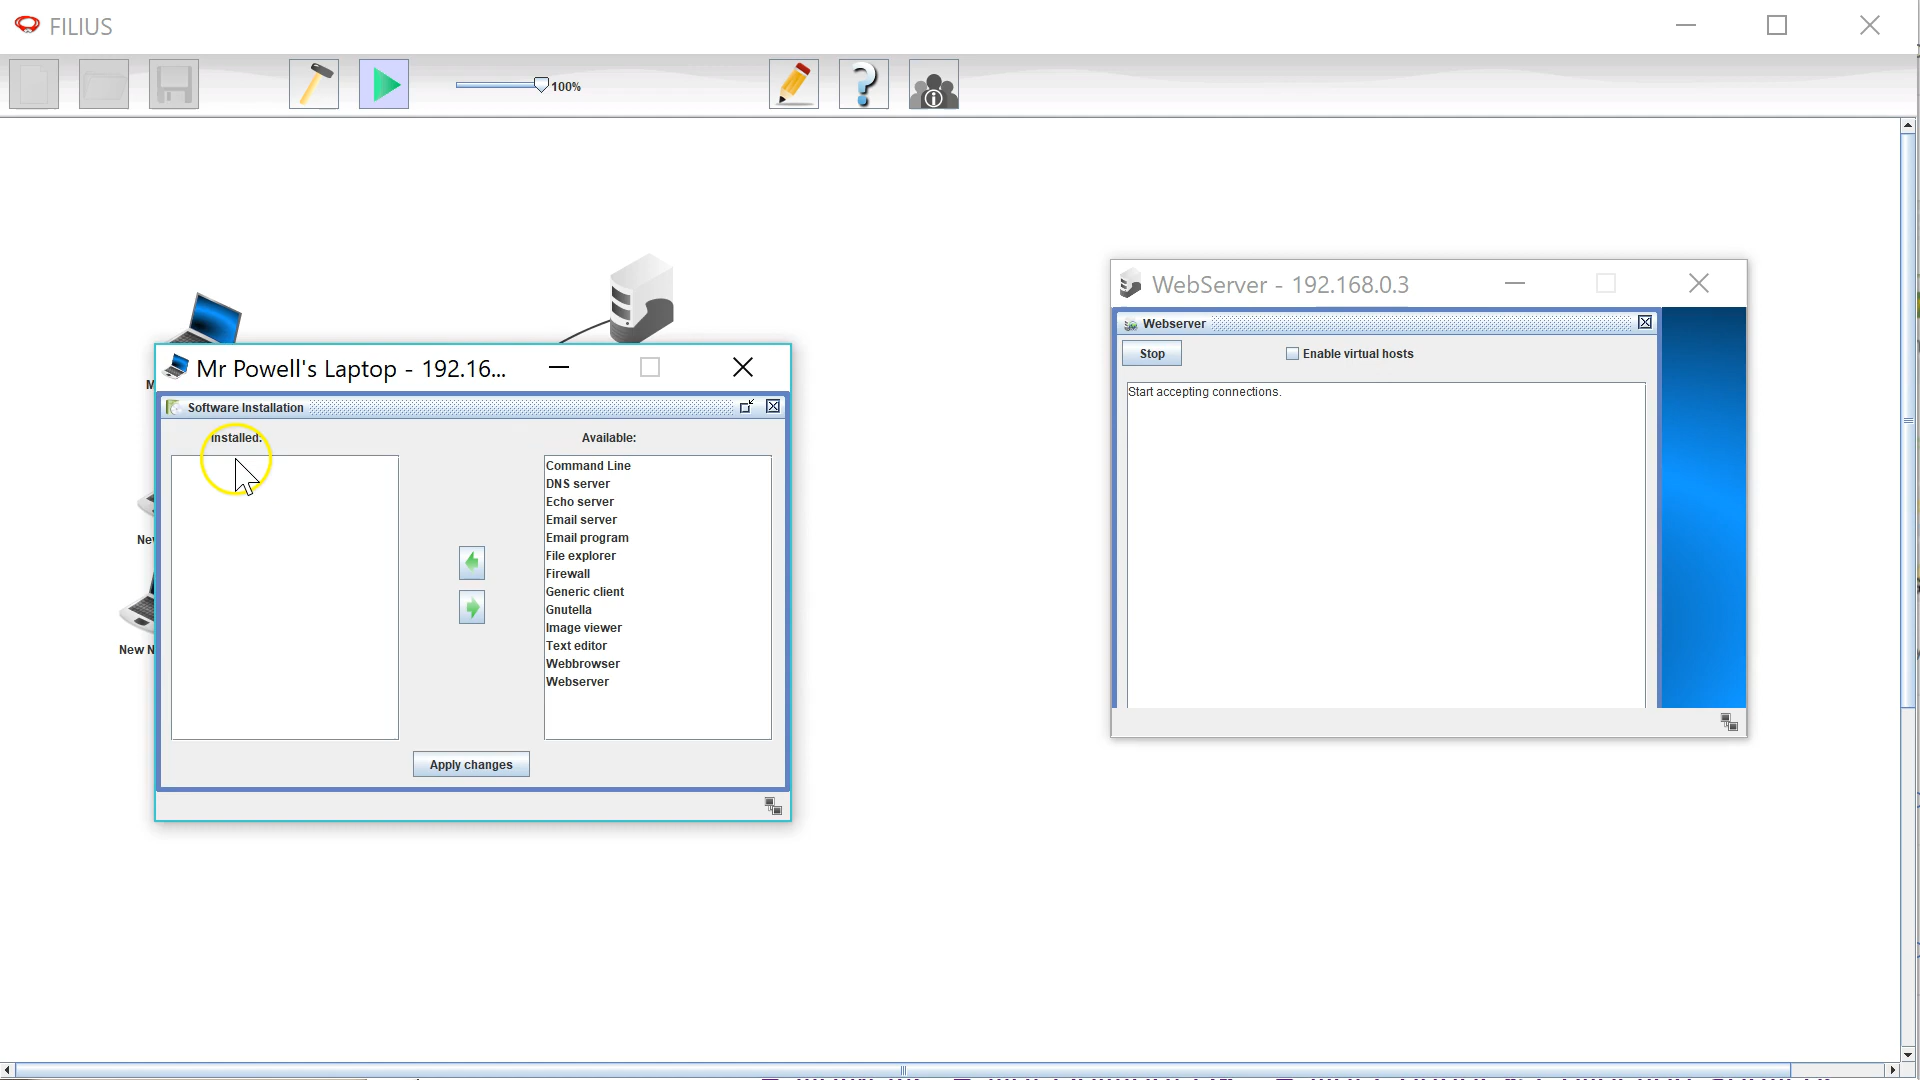 FILIUS
100%
WebServer - 192.168.0.3
Webserver
Stop
Enable virtual hosts
Start accepting connections.
Mr Powell's Laptop - 192.16...
Software Installation
Installed:
Available:
Command Line
DNS server
Echo server
Email server
Email program
File explorer
Firewall
Generic client
Gnutella
Image viewer
Text editor
Webbrowser
Webserver
Apply changes
M
Nev
New N